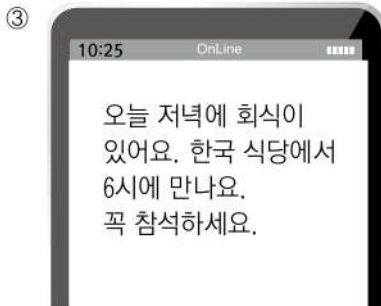 ③
10:25 OnLine
오늘 저녁에 회식이
있어요. 한국 식당에서
6시에 만나요.
꼭 참석하세요.